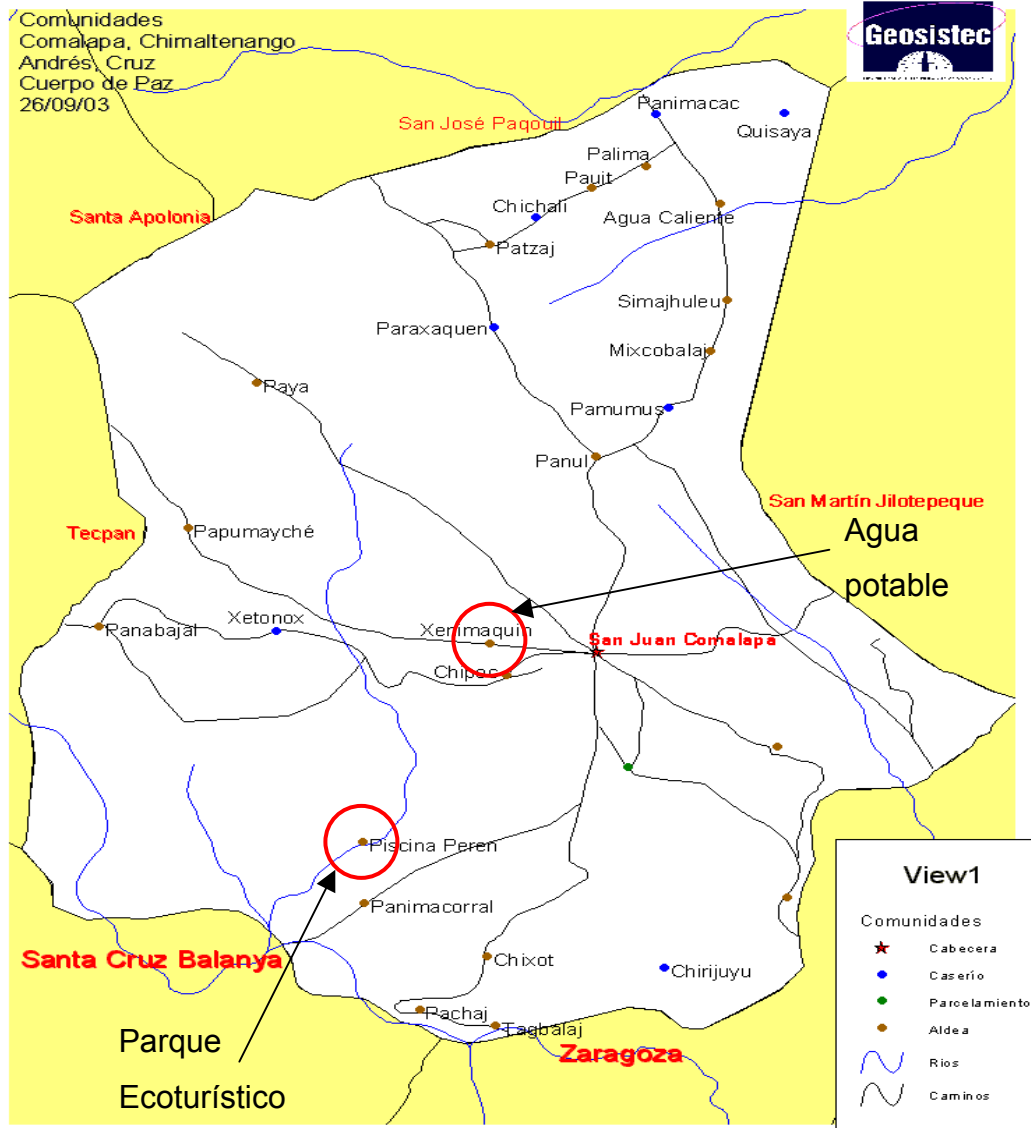 Comunidades
Comalapa, Chimaltenango
Andrés, Cruz
Cuerpo de Paz
26/09/03
Geosistec
Panimacac
Quisaya
San José Paqouil
Palima
Pauit
Chichali
Agua Caliente
Santa Apolonia
Patzaj
Simajhuleu
Paraxaquen
Mixcobalaj
Paya
Pamumus
Panul
San Martín Jilotepeque
Tecpan
Papumayché
Agua
potable
Panabajal
Xetonox
Xenimaquin
San Juan Comalapa
Chipoc
Piscina Peren
Panimacorral
Santa Cruz Balanya
Chixot
Chirijuyu
Pachaj
Tagbalaj
Zaragoza
Parque
Ecoturístico
View1
Comunidades
Cabecera
Caserío
Parcelamiento
Aldea
Rios
Caminos